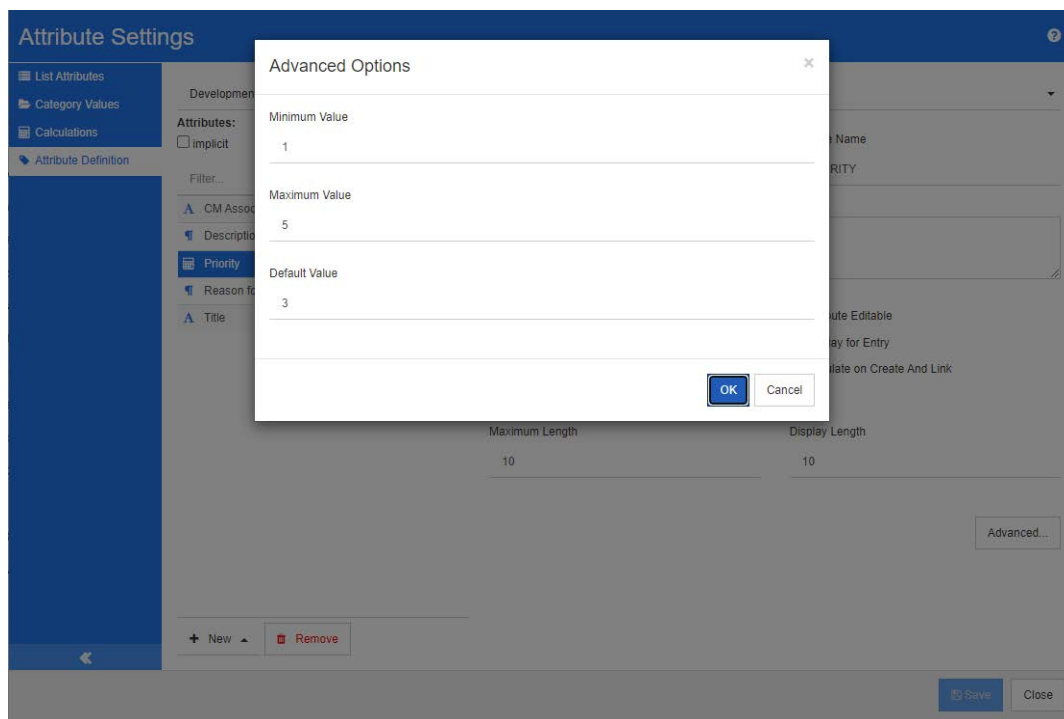 Attribute Settings
List Attributes
Category Values
Calculations
Attribute Definition
Developmen
Attributes:
implicit
Filter...
CM Assoc
Descriptio
Priority
Reason fo
Title
Advanced Options
Minimum Value
1
Maximum Value
5
Default Value
3
OK Cancel
Name
RITY
ute Editable
lay for Entry
ulate on Create And Link
Maximum Length Display Length
10 10
Advanced...
New Remove
Save Close